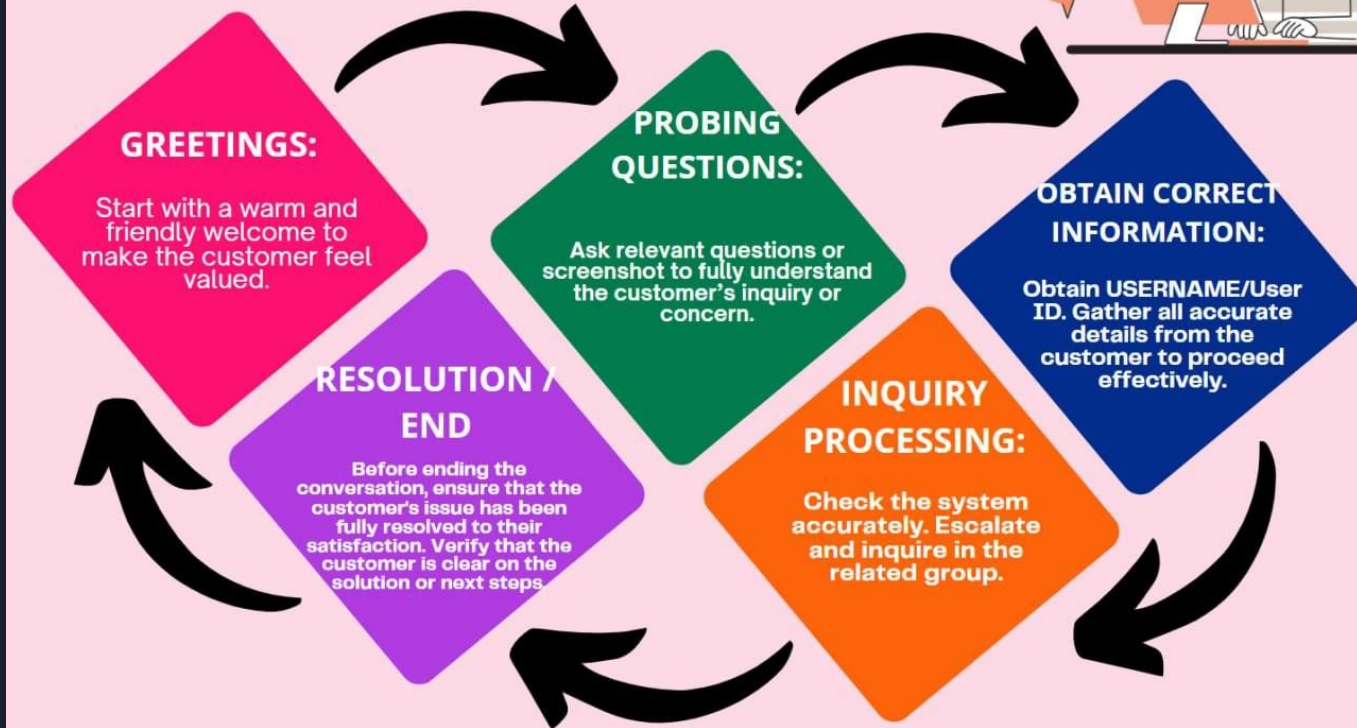 GREETINGS:
Start with a warm and
friendly welcome to
make the customer feel
valued.
PROBING
QUESTIONS:
Ask relevant questions or
screenshot to fully understand
the customer's inquiry or
concern.
OBTAIN CORRECT
INFORMATION:
Obtain USERNAME/User
ID. Gather all accurate
details from the
customer to proceed
effectively.
INQUIRY
PROCESSING:
Check the system
accurately. Escalate
and inquire in the
related group.
RESOLUTION /
END
Before ending the
conversation, ensure that the
customer's issue has been
fully resolved to their
satisfaction. Verify that the
customer is clear on the
solution or next steps.